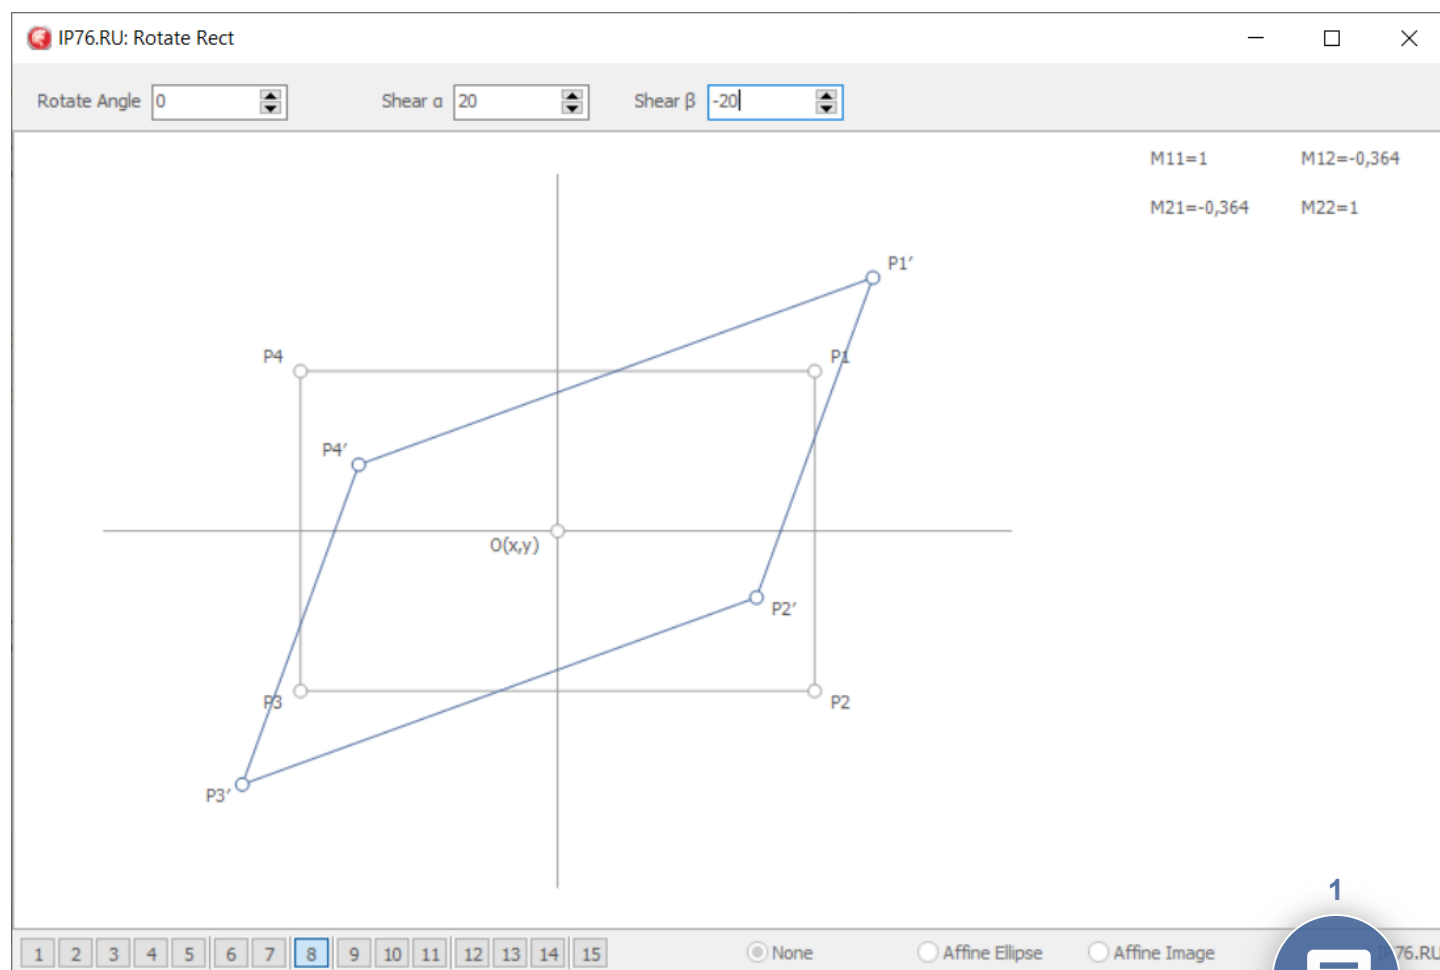 IP76.RU: Rotate Rect
Rotate Angle 0 Shear α 20 Shear β -20
M11=1 M12=-0,364
M21=-0,364 M22=1
P1′
P4 P1
P4′
O(x,y)
P2′
P3 P2
P3′
1
1 2 3 4 5 6 7 8 9 10 11 12 13 14 15 None Affine Ellipse Affine Image